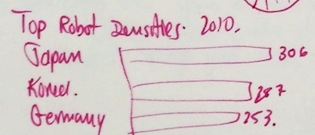 Top Robot Densities. 2010.
Japan 306
Korea. 287
Germany 253.